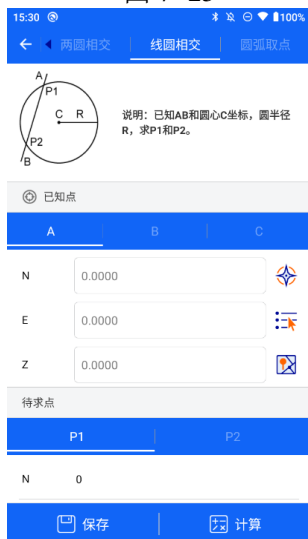 15:30 100%
两圆相交 线圆相交 圆弧取点
A
P1
C R
P2
B
说明：已知AB和圆心C坐标，圆半径
R，求P1和P2。
已知点
A B C
N 0.0000
E 0.0000
Z 0.0000
待求点
P1 P2
N 0
保存 计算